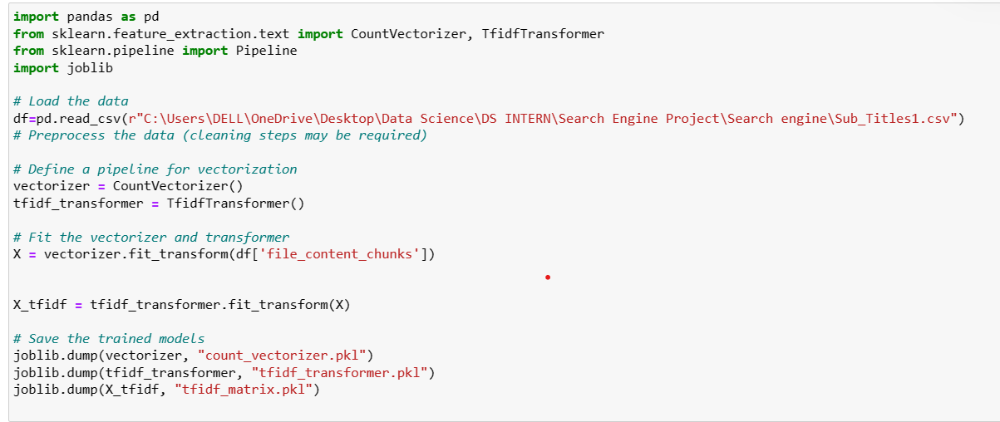 import pandas as pd
from sklearn.feature_extraction.text import CountVectorizer, TfidfTransformer
from sklearn.pipeline import Pipeline
import joblib
# Load the data
df=pd.read_csv(r"C:\Users\DELL\OneDrive\Desktop\Data Science\DS INTERN\Search Engine Project\Search engine\Sub_Titles1.csv")
# Preprocess the data (cleaning steps may be required)
# Define a pipeline for vectorization
vectorizer = CountVectorizer()
tfidf_transformer = TfidfTransformer()
# Fit the vectorizer and transformer
X = vectorizer.fit_transform(df['file_content_chunks'])
X_tfidf = tfidf_transformer.fit_transform(X)
# Save the trained models
joblib.dump(vectorizer, "count_vectorizer.pkl")
joblib.dump(tfidf_transformer, "tfidf_transformer.pkl")
joblib.dump(X_tfidf, "tfidf_matrix.pkl")